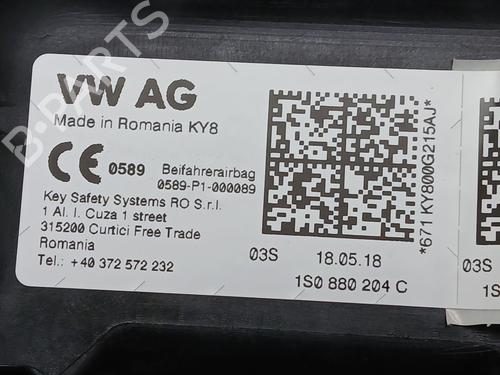 VW AG
Made in Romania KY8
CE 0589 Beifahrerairbag
0589-P1-000089
Key Safety Systems RO S.r.l.
1 Al. I. Cuza 1 street
315200 Curtici Free Trade
Romania
Tel.: +40 372 572 232
03S 18.05.18
1S0 880 204 C
*671 KY800G215AJ*
03S
1S
B-PARTS